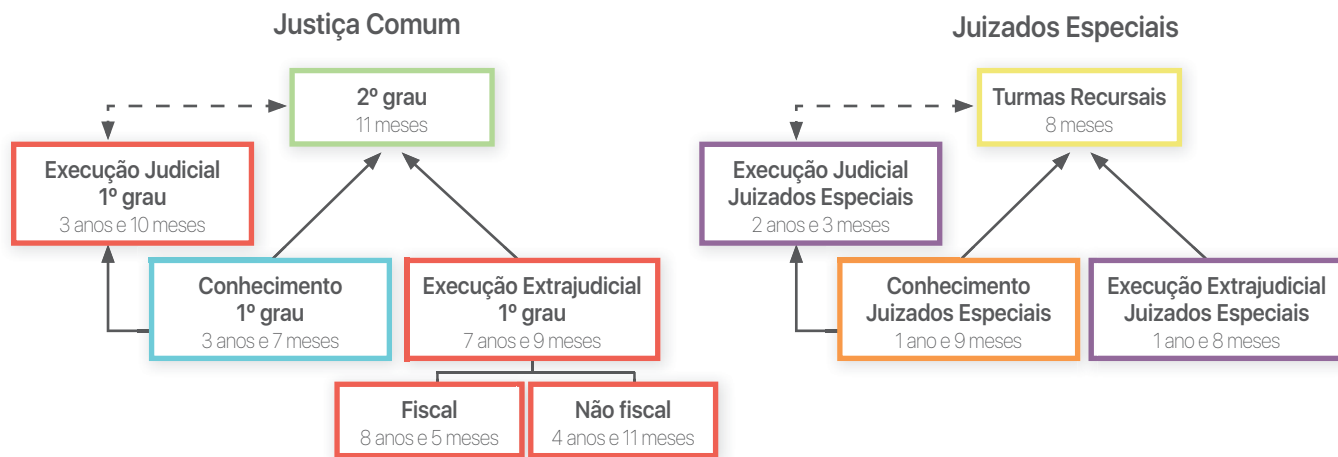 Justiça Comum
2º grau
11 meses
Execução Judicial
1º grau
3 anos e 10 meses
Conhecimento
1º grau
3 anos e 7 meses
Execução Extrajudicial
1º grau
7 anos e 9 meses
Fiscal
8 anos e 5 meses
Não fiscal
4 anos e 11 meses
Juizados Especiais
Turmas Recursais
8 meses
Execução Judicial
Juizados Especiais
2 anos e 3 meses
Conhecimento
Juizados Especiais
1 ano e 9 meses
Execução Extrajudicial
Juizados Especiais
1 ano e 8 meses